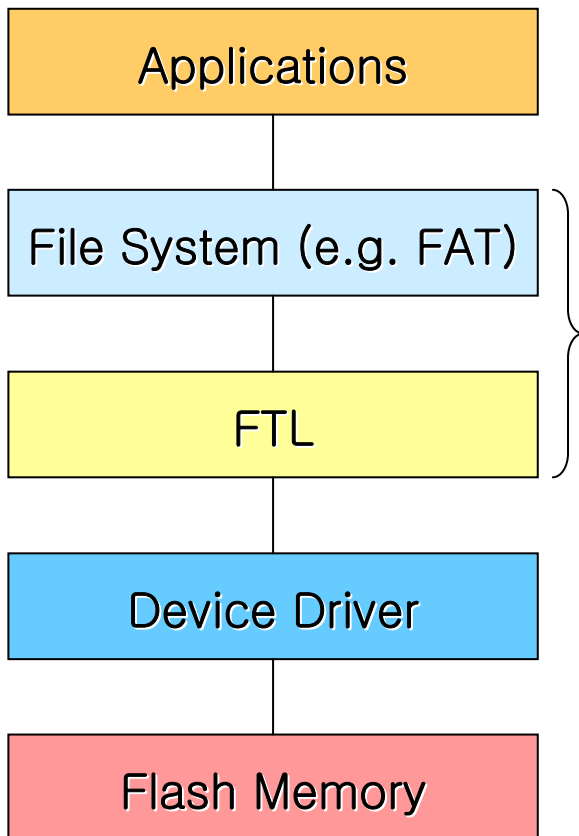 Applications
File System (e.g. FAT)
FTL
Device Driver
Flash Memory